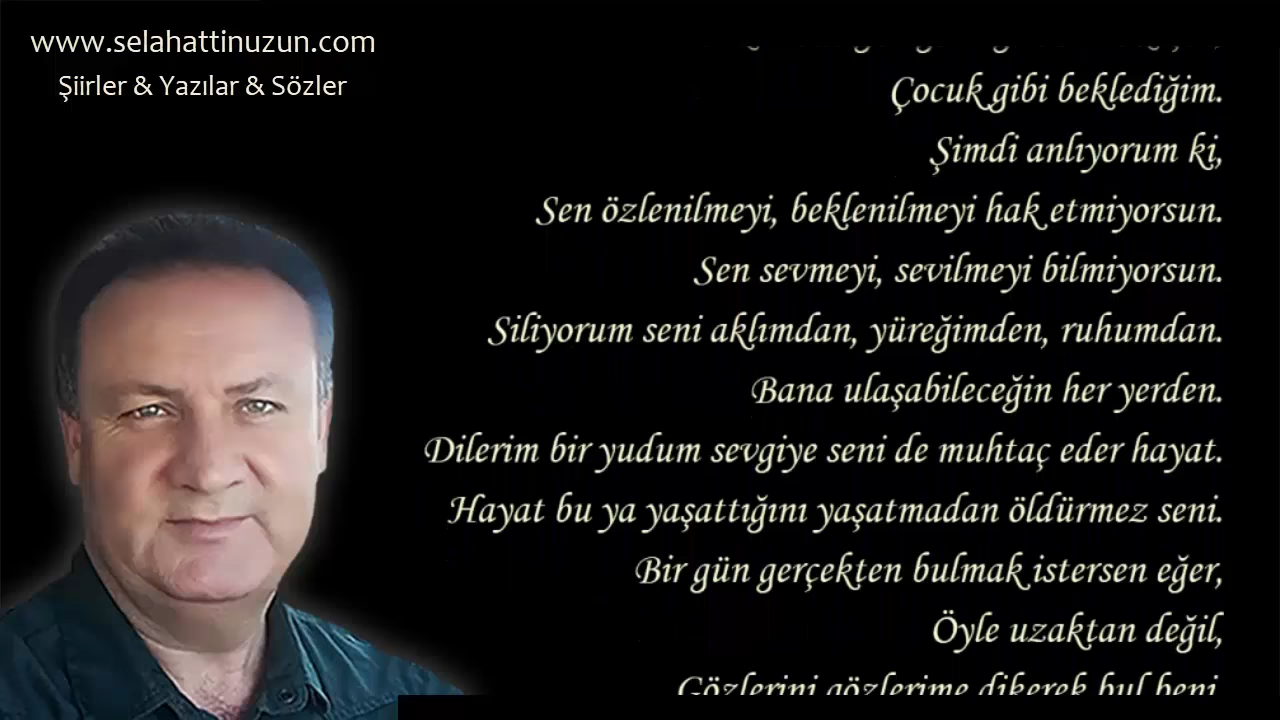 www.selahattinuzun.com
Şiirler & Yazılar & Sözler
Çocuk gibi beklediğim.
Şimdi anlıyorum ki,
Sen özlenilmeyi, beklenilmeyi hak etmiyorsun.
Sen sevmeyi, sevilmeyi bilmiyorsun.
Siliyorum seni aklımdan, yüreğimden, ruhumdan.
Bana ulaşabileceğin her yerden.
Dilerim bir yudum sevgiye seni de muhtaç eder hayat.
Hayat bu ya yaşattığını yaşatmadan öldürmez seni.
Bir gün gerçekten bulmak istersen eğer,
Öyle uzaktan değil,
Gözlerini gözlerime dikerek bul beni.